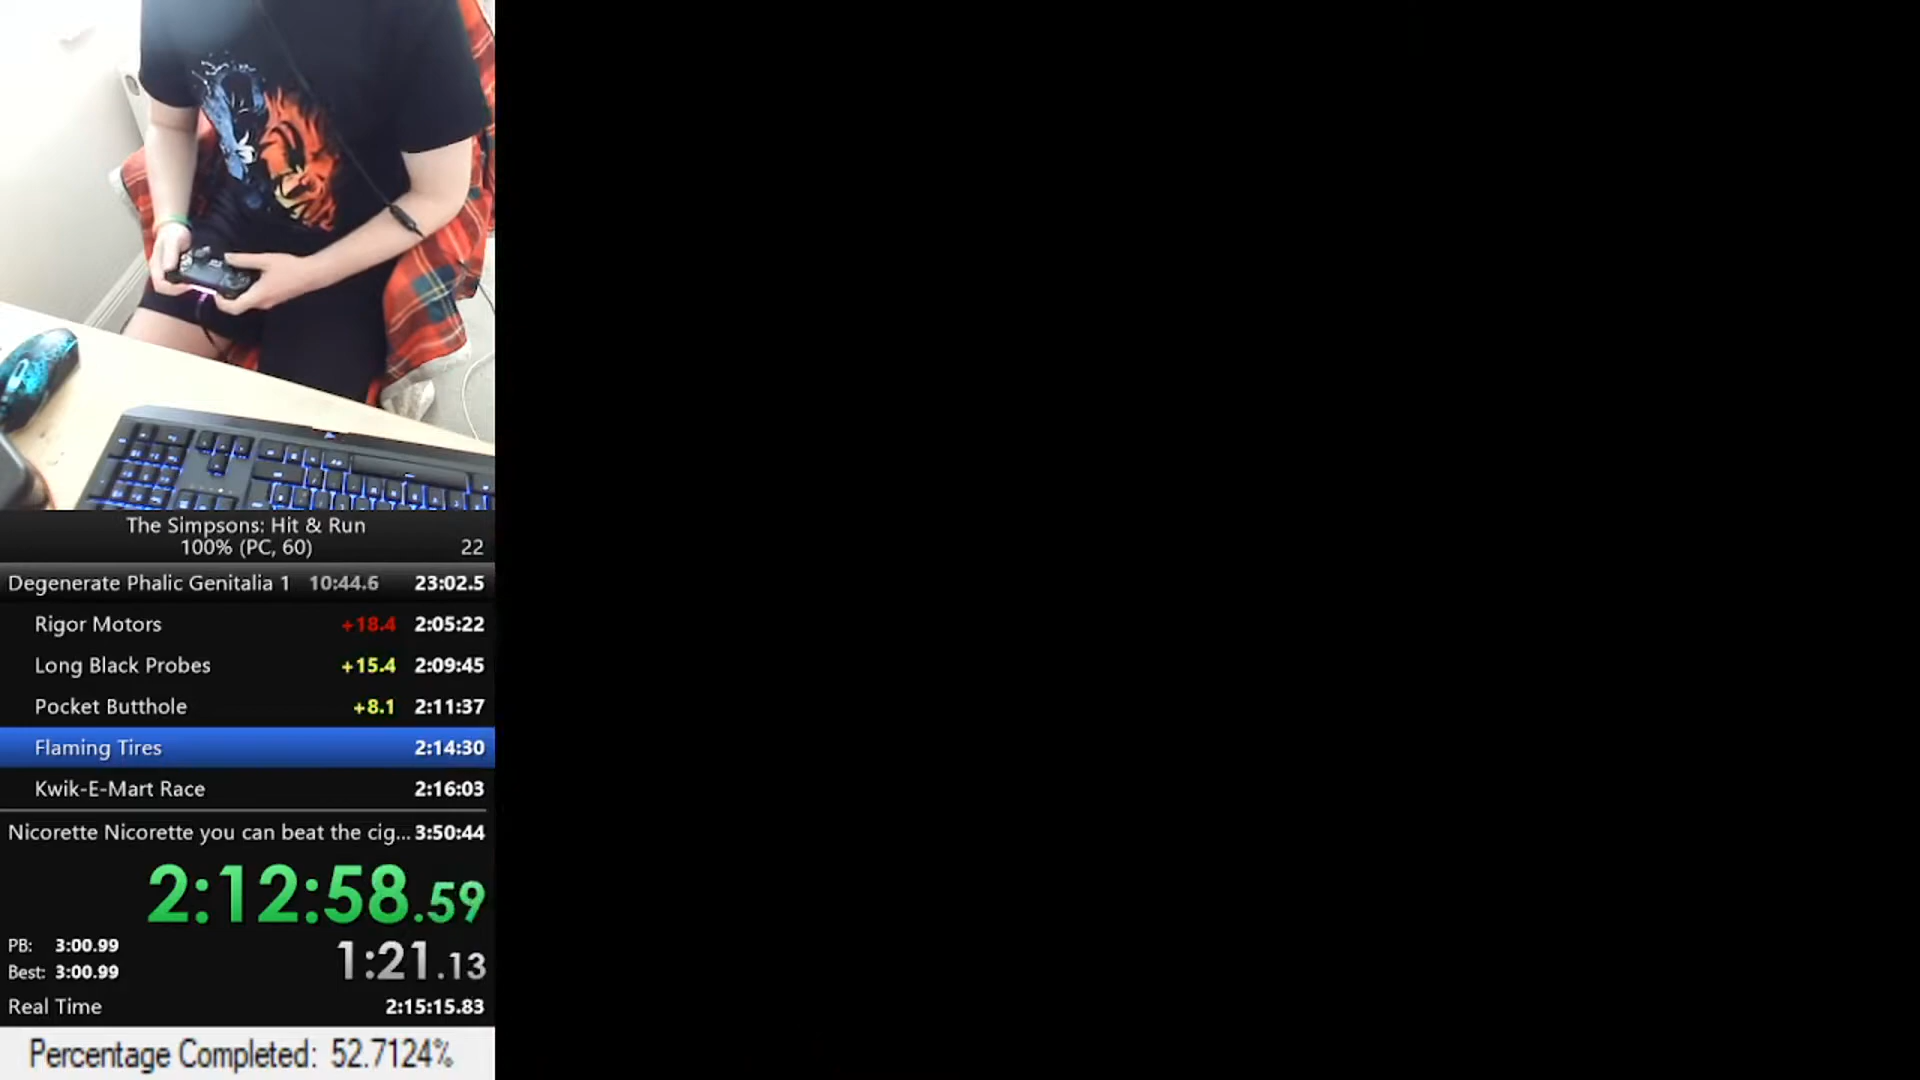 The Simpsons: Hit & Run
100% (PC, 60) 22
Degenerate Phalic Genitalia 1 10:44.6 23:02.5
Rigor Motors +18.4 2:05:22
Long Black Probes +15.4 2:09:45
Pocket Butthole +8.1 2:11:37
Flaming Tires 2:14:30
Kwik-E-Mart Race 2:16:03
Nicorette Nicorette you can beat the cig... 3:50:44
2:12:58.59
PB: 3:00.99 1:21.13
Best: 3:00.99
Real Time 2:15:15.83
Percentage Completed: 52.7124%